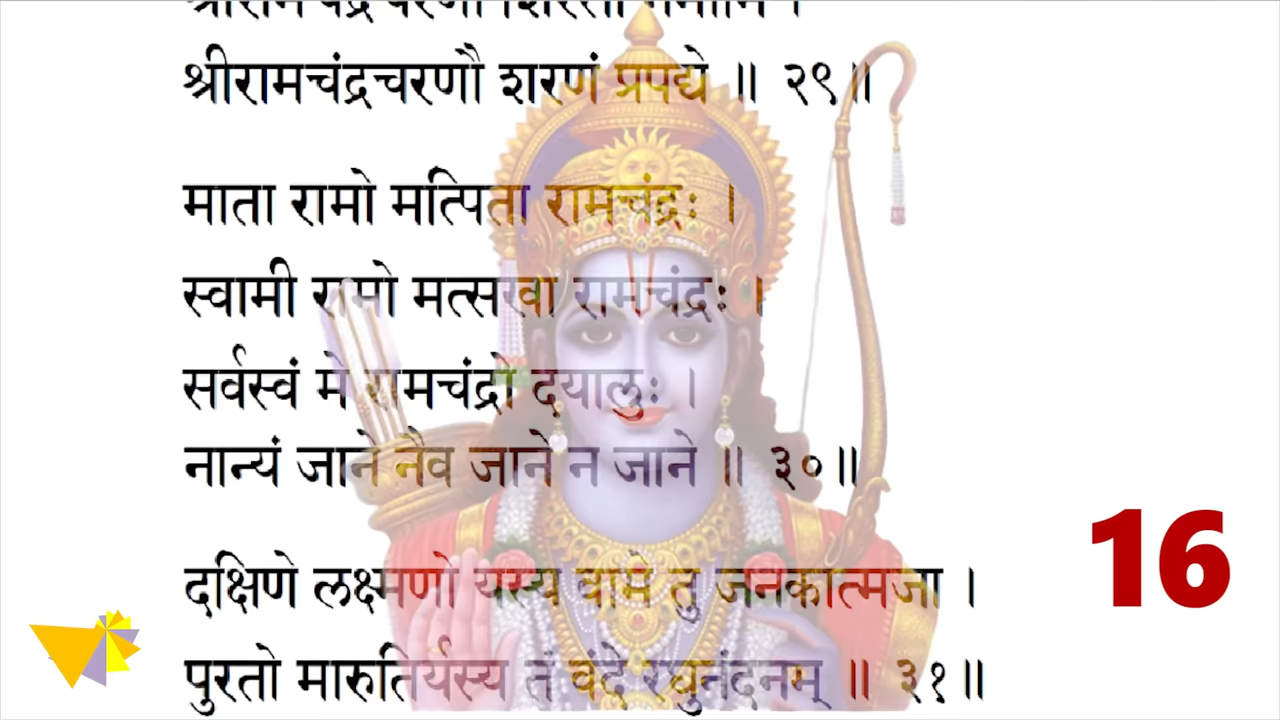 श्रीरामचंद्रचरणौ शरणं प्रपद्ये ॥ २९॥
माता रामो मत्पिता रामचंद्रः ।
स्वामी रामो मत्सखा रामचंद्रः ।
सर्वस्वं मे रामचंद्रो दयालुः ।
नान्यं जाने नैव जाने न जाने ॥ ३०॥
दक्षिणे लक्ष्मणो यस्य वामे तु जनकात्मजा ।
पुरतो मारुतिर्यस्य तं वंदे रघुनंदनम् ॥ ३१॥
16